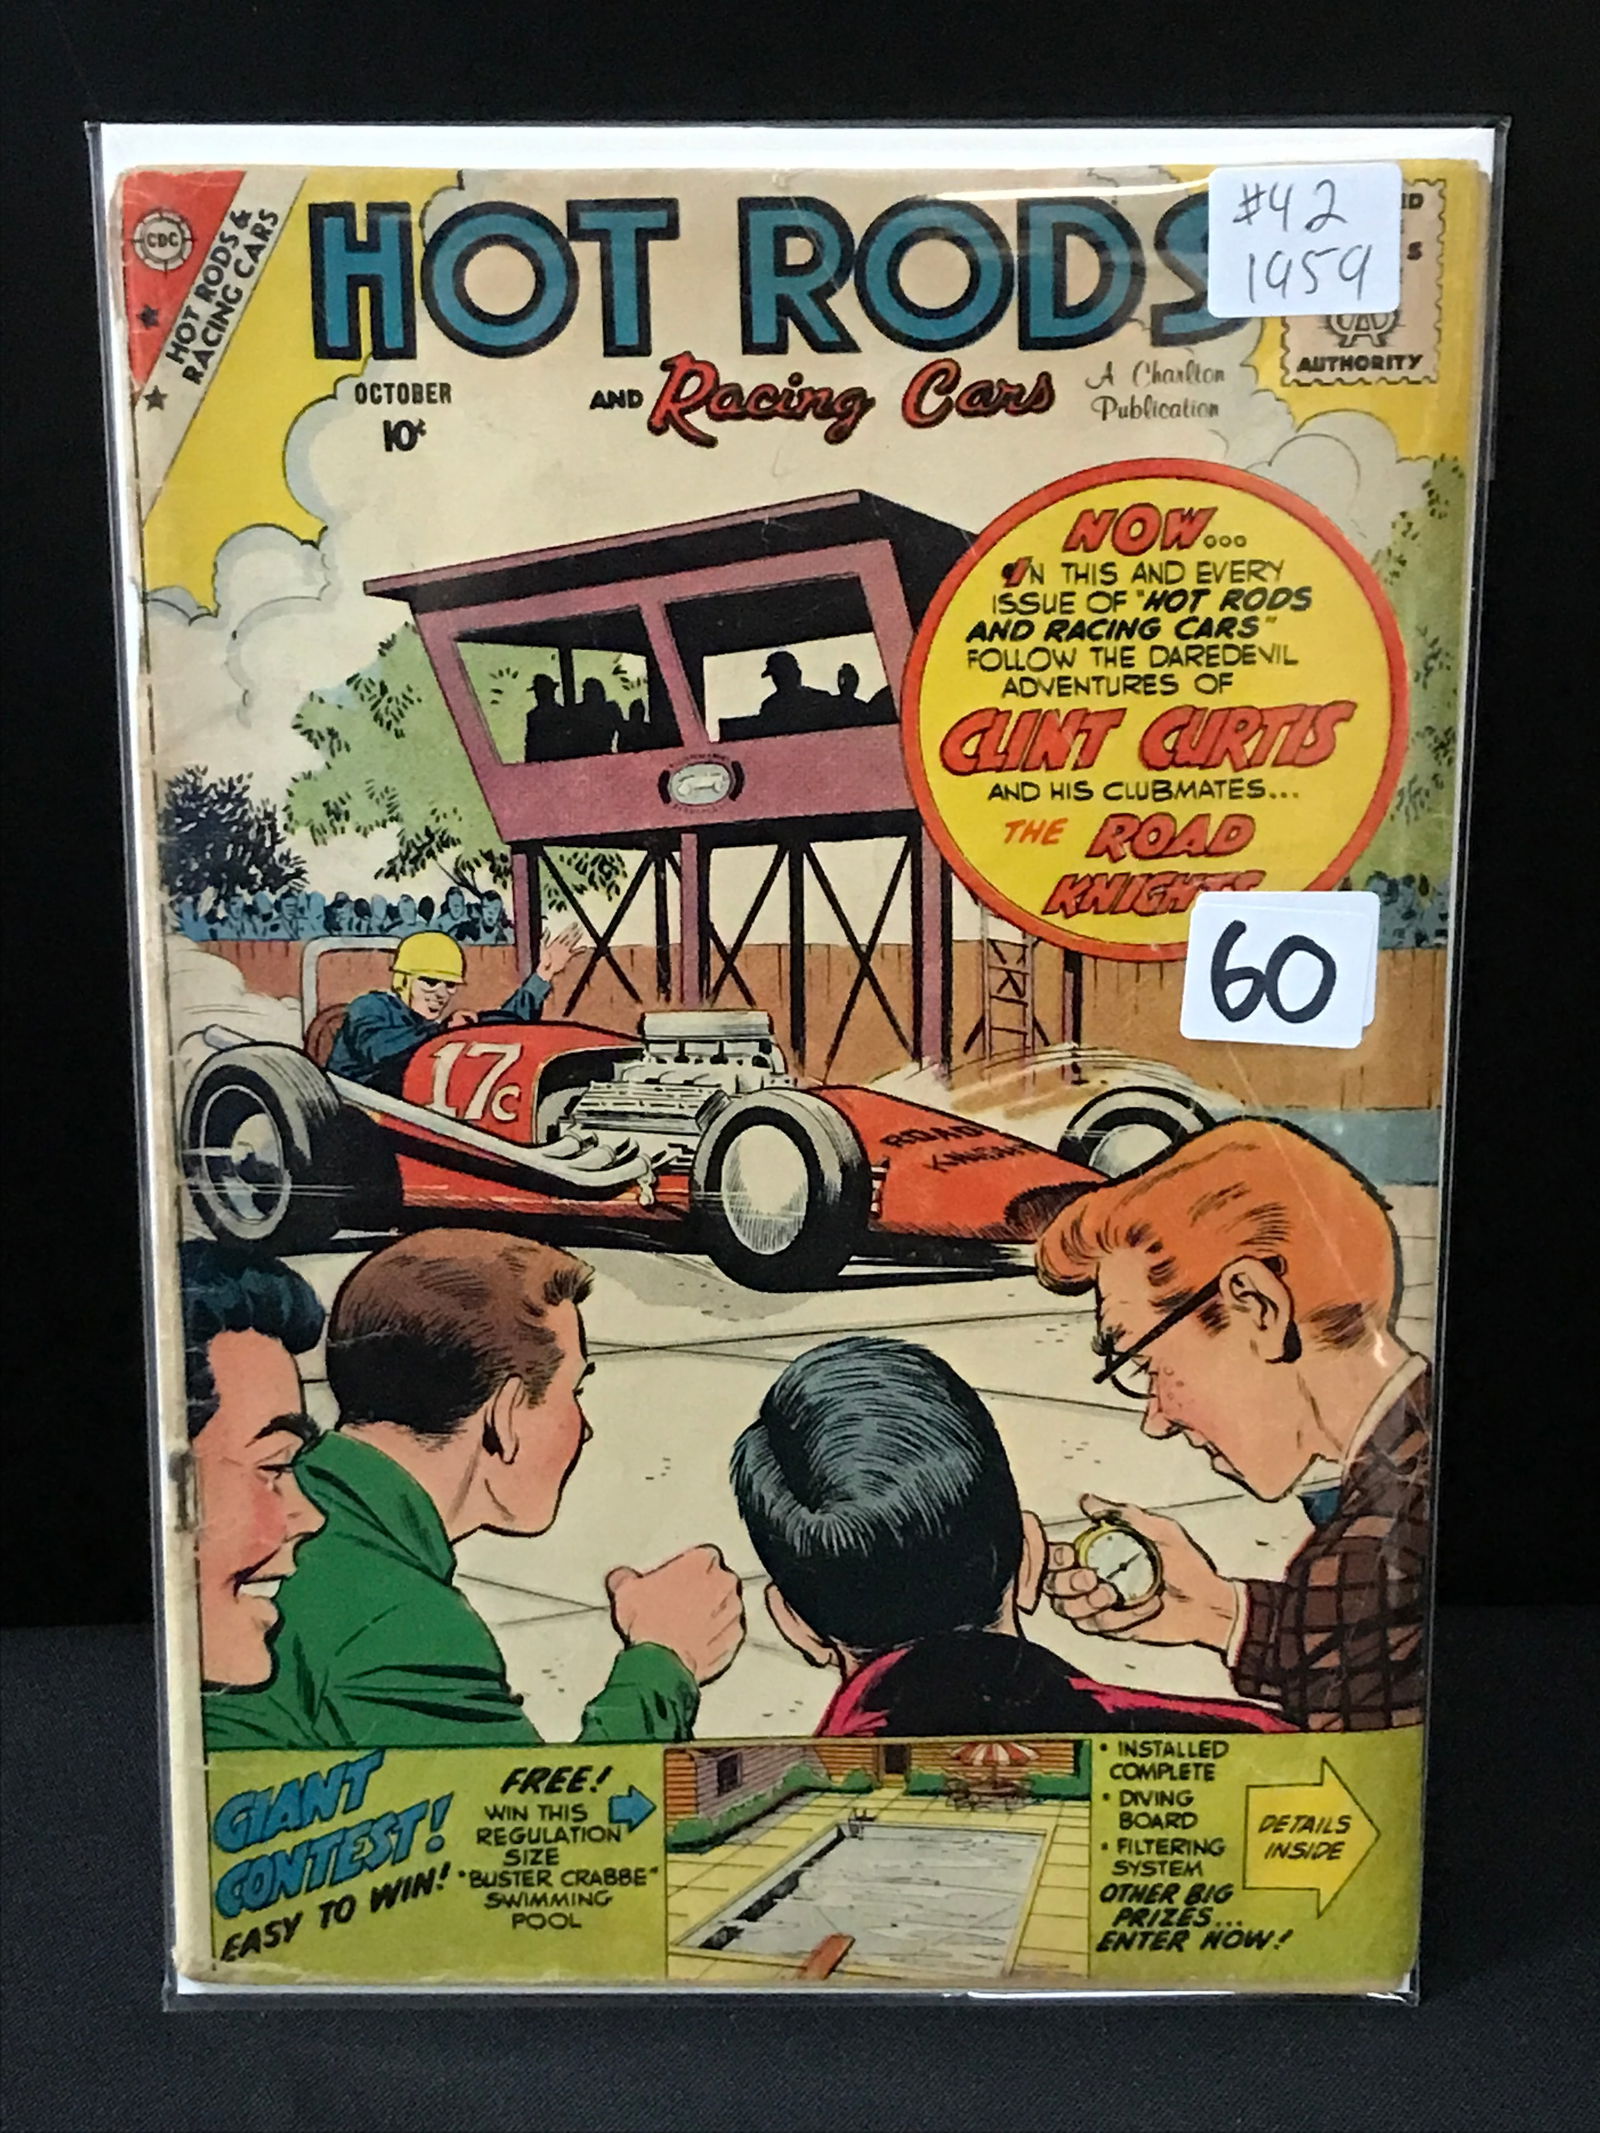 CDC
HOT RODS &
RACING CARS
HOT RODS
#42
1959
AUTHORITY
OCTOBER
10¢
AND Racing Cars
A Charlton
Publication
NOW...
IN THIS AND EVERY
ISSUE OF "HOT RODS
AND RACING CARS"
FOLLOW THE DAREDEVIL
ADVENTURES OF
CLINT CURTIS
AND HIS CLUBMATES...
THE ROAD
KNIGHTS
60
17C
ROAD
KNIGHT
GIANT
CONTEST!
EASY TO WIN!
FREE!
WIN THIS
REGULATION
SIZE
"BUSTER CRABBE"
SWIMMING
POOL
• INSTALLED
COMPLETE
• DIVING
BOARD
• FILTERING
SYSTEM
OTHER BIG
PRIZES...
ENTER NOW!
DETAILS
INSIDE